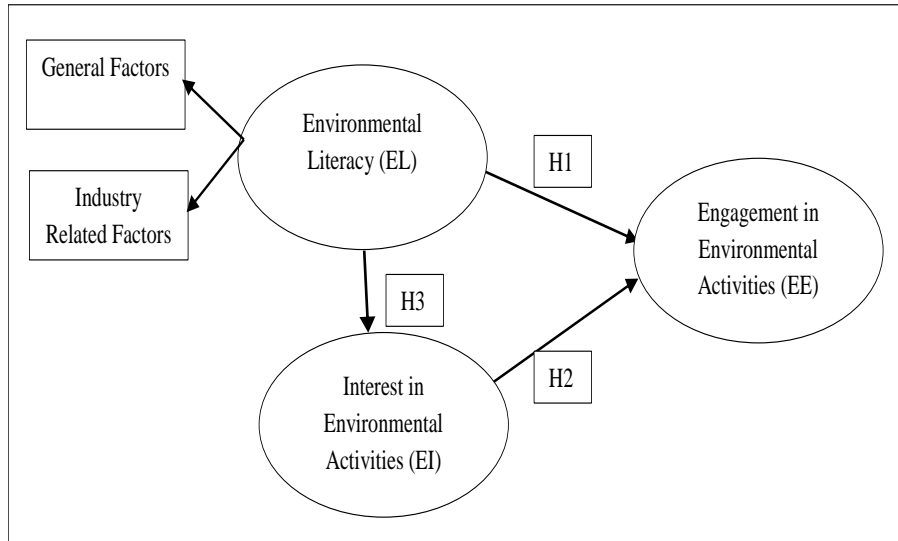 General Factors
Industry
Related Factors
Environmental
Literacy (EL)
H1
Engagement in
Environmental
Activities (EE)
H3
H2
Interest in
Environmental
Activities (EI)